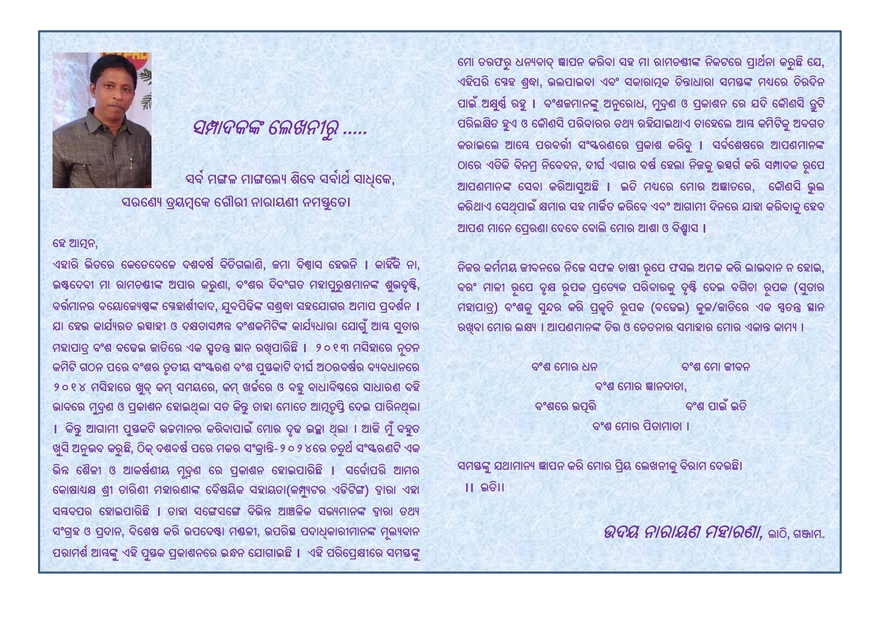 ସମ୍ପାଦକଙ୍କ ଲେଖନୀରୁ .....
ସର୍ବ ମଙ୍ଗଳ ମାଙ୍ଗଲ୍ୟେ ଶିବେ ସର୍ବାର୍ଥ ସାଧିକେ,
ସରଣ୍ୟେ ତ୍ରୟମ୍ବକେ ଗୌରୀ ନାରାୟଣୀ ନମସ୍ତୁତେ।
ହେ ଆତ୍ମନ,
ଏହାରି ଭିତରେ କେତେବେଳେ ଦଶବର୍ଷ ବିତିଗଲାଣି, ଜମା ବିଶ୍ଵାସ ହେଉନି । କାହିଁକି ନା,
ଇଷ୍ଟଦେବୀ ମା ରାମଚଣ୍ଡୀଙ୍କ ଅପାର କରୁଣା, ବଂଶର ଦିବଂଗତ ମହାପୁରୁଷମାନଙ୍କ ଶୁଭଦୃଷ୍ଟି,
ବର୍ତ୍ତମାନର ବୟୋଜ୍ୟେଷ୍ଠଙ୍କ ସ୍ନେହାର୍ଶୀବାଦ, ଯୁବପିଢିଙ୍କ ସଶ୍ରଦ୍ଧା ସହଯୋଗର ଅମାପ ପ୍ରଦର୍ଶନ ।
ଯା ହେଉ କାର୍ଯ୍ୟରତ ଉତ୍ସାହୀ ଓ ଦକ୍ଷତାସମ୍ପନ୍ନ ବଂଶକମିଟିଙ୍କ କାର୍ଯ୍ୟଧାରା ଯୋଗୁଁ ଆମ୍ଭ ସୁତାର
ମହାପାତ୍ର ବଂଶ ବଢେଇ ଜାତିରେ ଏକ ସ୍ଵତନ୍ତ୍ର ସ୍ଥାନ ରଖିପାରିଛି । ୨୦୧୩ ମସିହାରେ ନୂତନ
କମିଟି ଗଠନ ପରେ ବଂଶର ତୃତୀୟ ସଂସ୍କରଣ ବଂଶ ପୁସ୍ତକଟି ଦୀର୍ଘ ଅଠରବର୍ଷର ବ୍ୟବଧାନରେ
୨୦୧୪ ମସିହାରେ ଖୁବ୍ କମ୍ ସମୟରେ, କମ୍ ଖର୍ଚ୍ଚରେ ଓ ବହୁ ବାଧାବିଘ୍ନରେ ସାଧାରଣ ବହି
ଭାବରେ ମୁଦ୍ରଣ ଓ ପ୍ରକାଶନ ହୋଇଥିଲା ସତ କିନ୍ତୁ ତାହା ମୋତେ ଆତ୍ମତୃପ୍ତି ଦେଇ ପାରିନଥିଲା
। କିନ୍ତୁ ଆଗାମୀ ପୁସ୍ତକଟି ଉଚ୍ଚମାନର କରିବାପାଇଁ ମୋର ଦୃଢ ଇଚ୍ଛା ଥିଲା । ଆଜି ମୁଁ ବହୁତ
ଖୁସି ଅନୁଭବ କରୁଛି, ଠିକ୍ ଦଶବର୍ଷ ପରେ ମକର ସଂକ୍ରାନ୍ତି-୨୦୨୪ରେ ଚତୁର୍ଥ ସଂସ୍କରଣଟି ଏକ
ଭିନ୍ନ ଶୈଳୀ ଓ ଆକର୍ଷଣୀୟ ମୁଦ୍ରଣ ରେ ପ୍ରକାଶନ ହୋଇପାରିଛି । ସର୍ବୋପରି ଆମର
କୋଷାଧ୍ୟକ୍ଷ ଶ୍ରୀ ତାରିଣୀ ମହାରଣାଙ୍କ ବୈଷୟିକ ସହାୟତା(କମ୍ପ୍ୟୁଟର ଏଡିଟିଙ୍ଗ) ଦ୍ଵାରା ଏହା
ସମ୍ଭବପର ହୋଇପାରିଛି । ତାହା ସଙ୍ଗେସଙ୍ଗେ ବିଭିନ୍ନ ଆଞ୍ଚଳିକ ସଭ୍ୟମାନଙ୍କ ଦ୍ଵାରା ତଥ୍ୟ
ସଂଗ୍ରହ ଓ ପ୍ରଦାନ, ବିଶେଷ କରି ଉପଦେଷ୍ଟା ମଣ୍ଡଳୀ, ଉପରିସ୍ଥ ପଦାଧିକାରୀମାନଙ୍କ ମୂଲ୍ୟବାନ
ପରାମର୍ଶ ଆମ୍ଭଙ୍କୁ ଏହି ପୁସ୍ତକ ପ୍ରକାଶନରେ ଇନ୍ଧନ ଯୋଗାଇଛି । ଏହି ପରିପ୍ରେକ୍ଷୀରେ ସମସ୍ତଙ୍କୁ
ମୋ ତରଫରୁ ଧନ୍ୟବାଦ୍ ଜ୍ଞାପନ କରିବା ସହ ମା ରାମଚଣ୍ଡୀଙ୍କ ନିକଟରେ ପ୍ରାର୍ଥନା କରୁଛି ଯେ,
ଏହିପରି ସ୍ନେହ ଶ୍ରଦ୍ଧା, ଭଲପାଇବା ଏବଂ ସକାରାତ୍ମକ ଚିନ୍ତାଧାରା ସମସ୍ତଙ୍କ ମଧ୍ୟରେ ଚିରଦିନ
ପାଇଁ ଅକ୍ଷୁର୍ଣ୍ଣ ରହୁ । ବଂଶଜମାନଙ୍କୁ ଅନୁରୋଧ, ମୁଦ୍ରଣ ଓ ପ୍ରକାଶନ ରେ ଯଦି କୌଣସି ତ୍ରୁଟି
ପରିଲକ୍ଷିତ ହୁଏ ଓ କୌଣସି ପରିବାରର ତଥ୍ୟ ରହିଯାଇଥାଏ ତାହେଲେ ଆମ୍ଭ କମିଟିକୁ ଅବଗତ
କରାଇଲେ ଆମ୍ଭେ ପରବର୍ତ୍ତୀ ସଂସ୍କରଣରେ ପ୍ରକାଶ କରିବୁ । ସର୍ବଶେଷରେ ଆପଣମାନଙ୍କ
ଠାରେ ଏତିକି ବିନମ୍ର ନିବେଦନ, ଦୀର୍ଘ ଏଗାର ବର୍ଷ ହେଲା ନିଜକୁ ଉତ୍ସର୍ଗ କରି ସମ୍ପାଦକ ରୂପେ
ଆପଣମାନଙ୍କ ସେବା କରିଆସୁଅଛି । ଇତି ମଧ୍ୟରେ ମୋର ଅଜ୍ଞାତରେ, କୌଣସି ଭୁଲ
କରିଥାଏ ସେଥିପାଇଁ କ୍ଷମାର ସହ ମାର୍ଜିତ କରିବେ ଏବଂ ଆଗାମୀ ଦିନରେ ଯାହା କରିବାକୁ ହେବ
ଆପଣ ମାନେ ପ୍ରେରଣା ଦେବେ ବୋଲି ମୋର ଆଶା ଓ ବିଶ୍ଵାସ ।
ନିଜର କର୍ମମୟ ଜୀବନରେ ନିଜେ ସଫଳ ଚାଷୀ ରୂପେ ଫସଲ ଅମଳ କରି ଲାଭବାନ ନ ହୋଇ,
ବରଂ ମାଳୀ ରୂପେ ବୃକ୍ଷ ରୂପକ ପ୍ରତ୍ୟେକ ପରିବାରକୁ ଦୃଷ୍ଟି ଦେଇ ବଗିଚା ରୂପକ (ସୁତାର
ମହାପାତ୍ର) ବଂଶକୁ ସୁନ୍ଦର କରି ପ୍ରକୃତି ରୂପକ (ବଢେଇ) କୁଳ/ଜାତିରେ ଏକ ସ୍ଵତନ୍ତ୍ର ସ୍ଥାନ
ରଖିବା ମୋର ଲକ୍ଷ୍ୟ । ଆପଣମାନଙ୍କ ଚିତ୍ତ ଓ ଚେତନାର ସମାହାର ମୋର ଏକାନ୍ତ କାମ୍ୟ ।
ବଂଶ ମୋର ଧନ ବଂଶ ମୋ ଜୀବନ
ବଂଶ ମୋର ଜ୍ଞାନଦାତା,
ବଂଶରେ ଉତ୍ପତ୍ତି ବଂଶ ପାଇଁ ଇତି
ବଂଶ ମୋର ପିତାମାତା ।
ସମସ୍ତଙ୍କୁ ଯଥାମାନ୍ୟ ଜ୍ଞାପନ କରି ମୋର ପ୍ରିୟ ଲେଖନୀକୁ ବିରାମ ଦେଉଛି।
।। ଇତି।।
ଉଦୟ ନାରାୟଣ ମହାରଣା, ଲାଠି, ଗଞ୍ଜାମ.